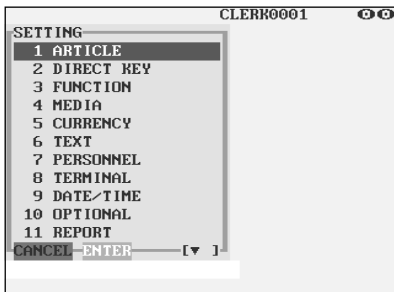 CLERK0001
SETTING
1 ARTICLE
2 DIRECT KEY
3 FUNCTION
4 MEDIA
5 CURRENCY
6 TEXT
7 PERSONNEL
8 TERMINAL
9 DATE/TIME
10 OPTIONAL
11 REPORT
CANCEL ENTER [▼ ]